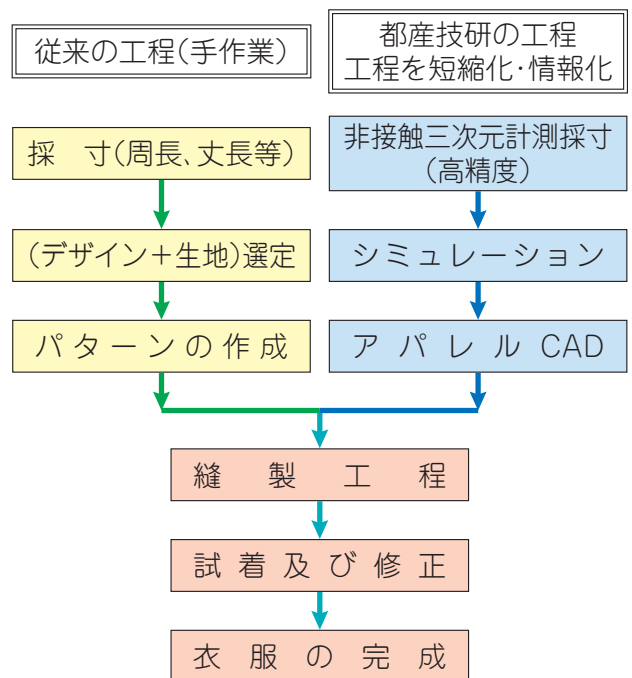 従来の工程(手作業)
都産技研の工程
工程を短縮化・情報化
採 寸(周長、丈長等)
非接触三次元計測採寸
(高精度)
(デザイン+生地)選定
シミュレーション
パターンの作成
アパレルCAD
縫製工程
試着及び修正
衣服の完成